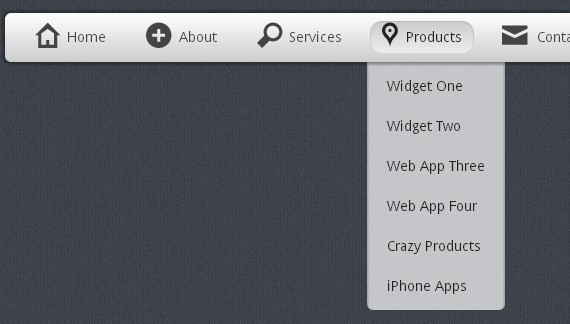 Home About Services Products Conta
Widget One
Widget Two
Web App Three
Web App Four
Crazy Products
iPhone Apps